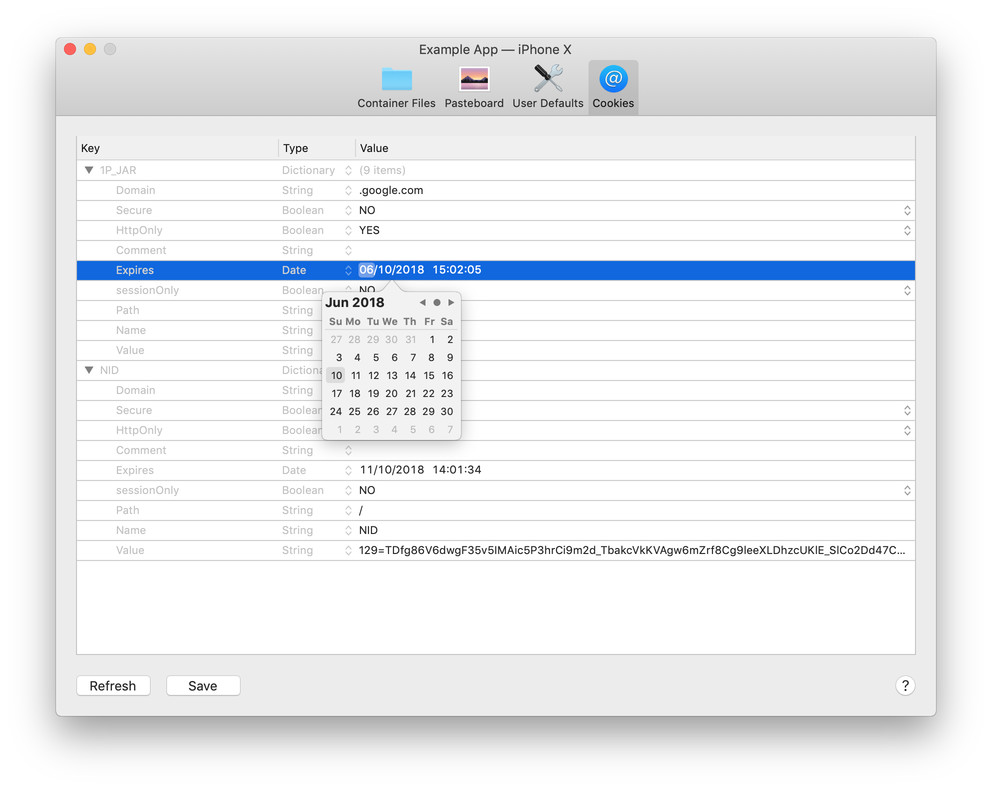 Example App — iPhone X
Container Files Pasteboard User Defaults Cookies
Key Type Value
1P_JAR Dictionary (9 items)
Domain String .google.com
Secure Boolean NO
HttpOnly Boolean YES
Comment String
Expires Date 06/10/2018 15:02:05
sessionOnly Boolean NO
Path String
Name String
Value String
NID
Domain String
Secure
HttpOnly
Comment String
Expires Date 11/10/2018 14:01:34
sessionOnly Boolean NO
Path String /
Name String NID
Value String
Jun 2018
Su Mo Tu We Th Fr Sa
27 28 29 30 31 1 2
3 4 5 6 7 8 9
10 11 12 13 14 15 16
17 18 19 20 21 22 23
24 25 26 27 28 29 30
1 2 3 4 5 6 7
Refresh Save ?